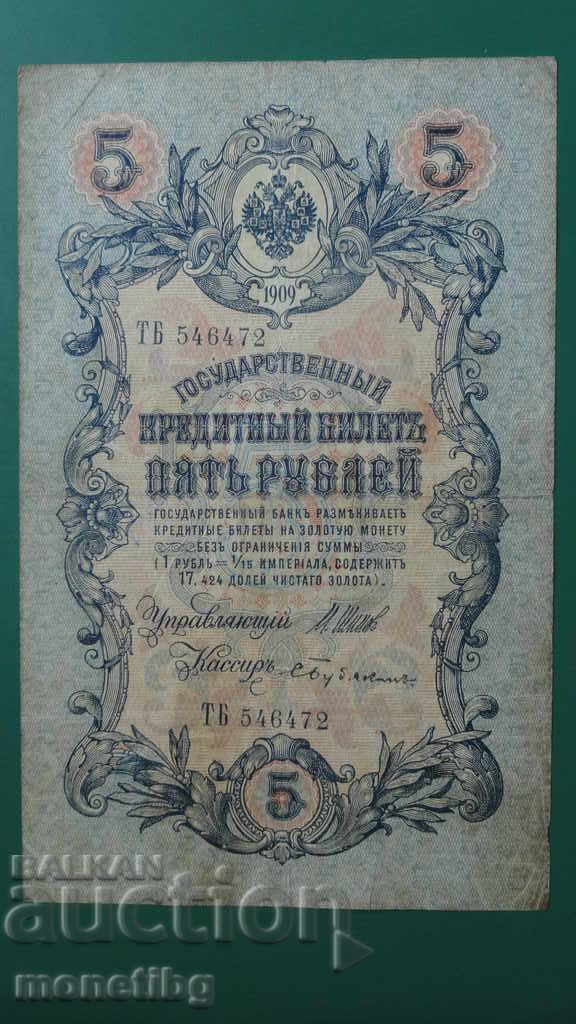 5 5
1909
ТБ 546472
ГОСУДАРСТВЕННЫЙ
КРЕДИТНЫЙ БИЛЕТЪ
ПЯТЬ РУБЛЕЙ
ГОСУДАРСТВЕННЫЙ БАНКЪ РАЗМѢНИВАЕТЪ
КРЕДИТНЫЕ БИЛЕТЫ НА ЗОЛОТУЮ МОНЕТУ
БЕЗЪ ОГРАНИЧЕНІЯ СУММЫ
(1 РУБЛЬ = 1/15 ИМПЕРІАЛА, СОДЕРЖИТЪ
17,424 ДОЛЕЙ ЧИСТАГО ЗОЛОТА).
Управляющій
Кассиръ
ТБ 546472
5
BALKAN
auction
monetibg